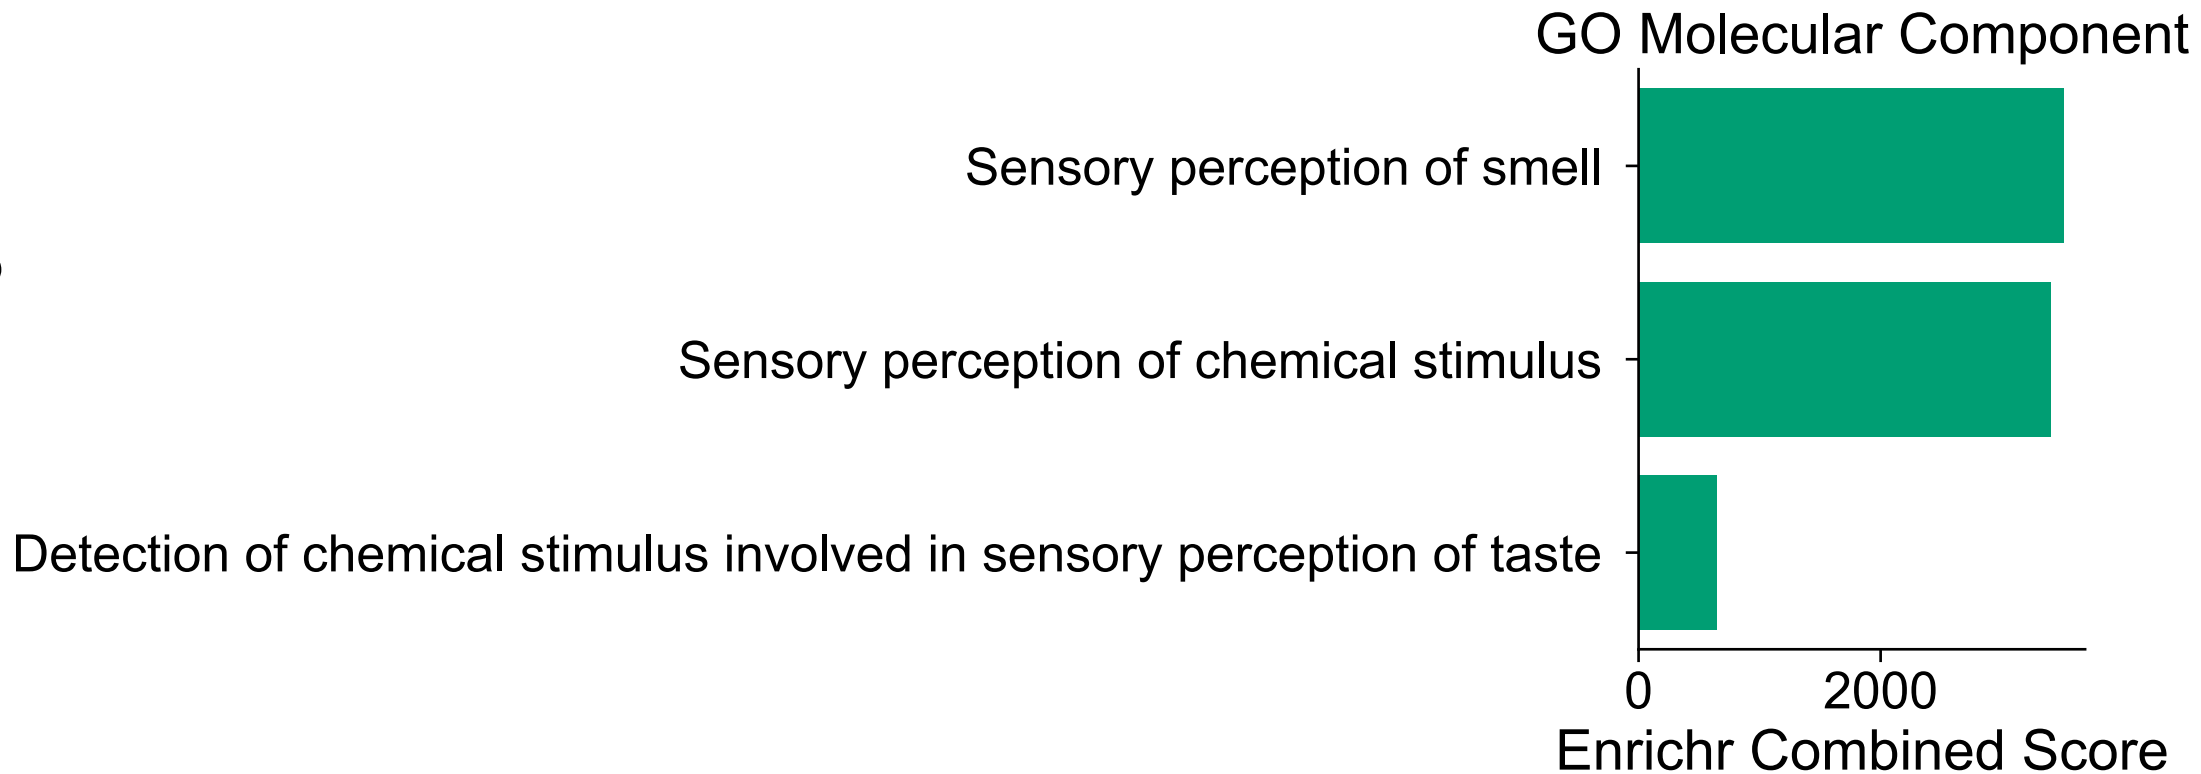 GO Molecular Component
Sensory perception of smell
Sensory perception of chemical stimulus
Detection of chemical stimulus involved in sensory perception of taste
0 2000
Enrichr Combined Score